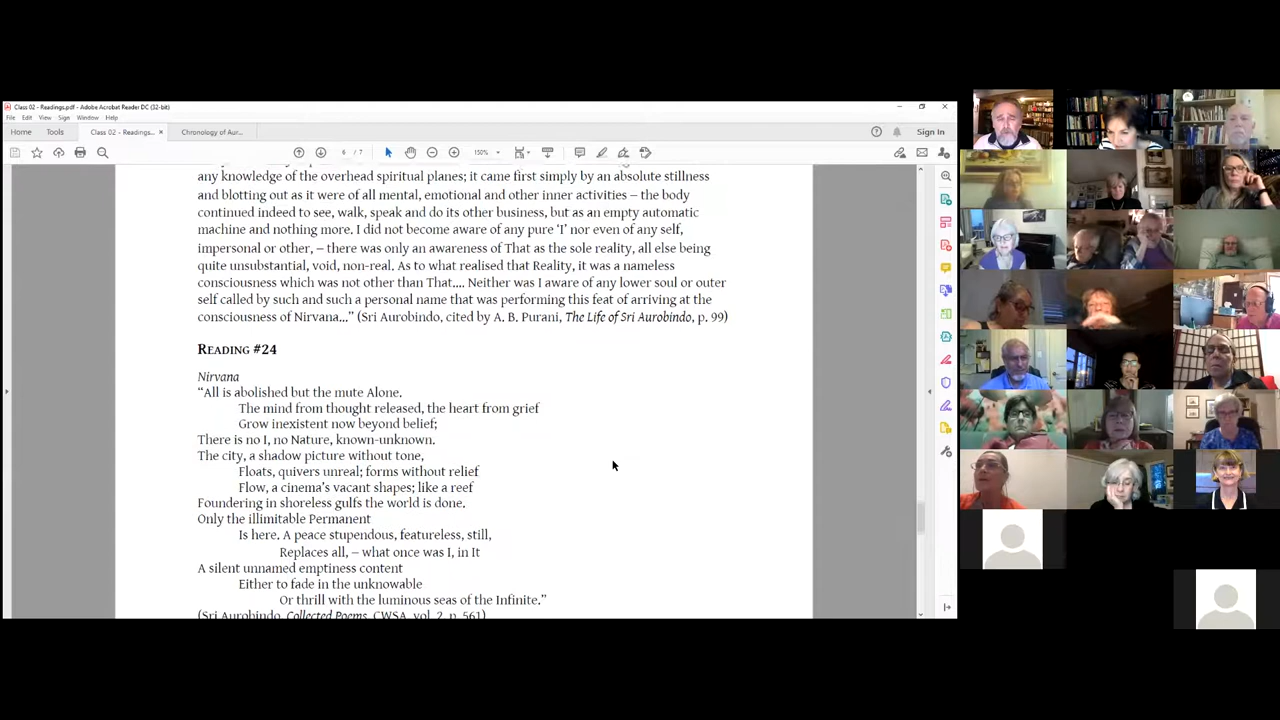 Class 02 - Readings.pdf - Adobe Acrobat Reader DC (32-bit)
File Edit View Sign Window Help
Home Tools Class 02 - Readings... × Chronology of Aur... Sign In
6 / 7 150%
any knowledge of the overhead spiritual planes; it came first simply by an absolute stillness
and blotting out as it were of all mental, emotional and other inner activities – the body
continued indeed to see, walk, speak and do its other business, but as an empty automatic
machine and nothing more. I did not become aware of any pure ‘I’ nor even of any self,
impersonal or other, – there was only an awareness of That as the sole reality, all else being
quite unsubstantial, void, non-real. As to what realised that Reality, it was a nameless
consciousness which was not other than That.... Neither was I aware of any lower soul or outer
self called by such and such a personal name that was performing this feat of arriving at the
consciousness of Nirvana...” (Sri Aurobindo, cited by A. B. Purani, The Life of Sri Aurobindo, p. 99)
READING #24
Nirvana
“All is abolished but the mute Alone.
The mind from thought released, the heart from grief
Grow inexistent now beyond belief;
There is no I, no Nature, known-unknown.
The city, a shadow picture without tone,
Floats, quivers unreal; forms without relief
Flow, a cinema’s vacant shapes; like a reef
Foundering in shoreless gulfs the world is done.
Only the illimitable Permanent
Is here. A peace stupendous, featureless, still,
Replaces all, – what once was I, in It
A silent unnamed emptiness content
Either to fade in the unknowable
Or thrill with the luminous seas of the Infinite.”
(Sri Aurobindo, Collected Poems, CWSA, vol. 2, p. 561)